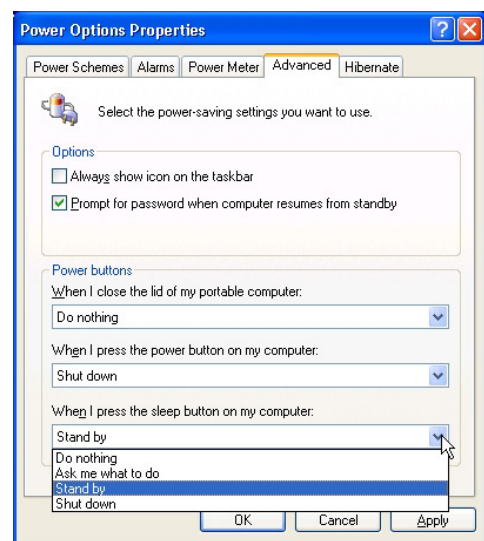 Power Options Properties
Power Schemes Alarms Power Meter Advanced Hibernate
Select the power-saving settings you want to use.
Options
Always show icon on the taskbar
Prompt for password when computer resumes from standby
Power buttons
When I close the lid of my portable computer:
Do nothing
When I press the power button on my computer:
Shut down
When I press the sleep button on my computer:
Stand by
Do nothing
Ask me what to do
Stand by
Shut down
OK Cancel Apply